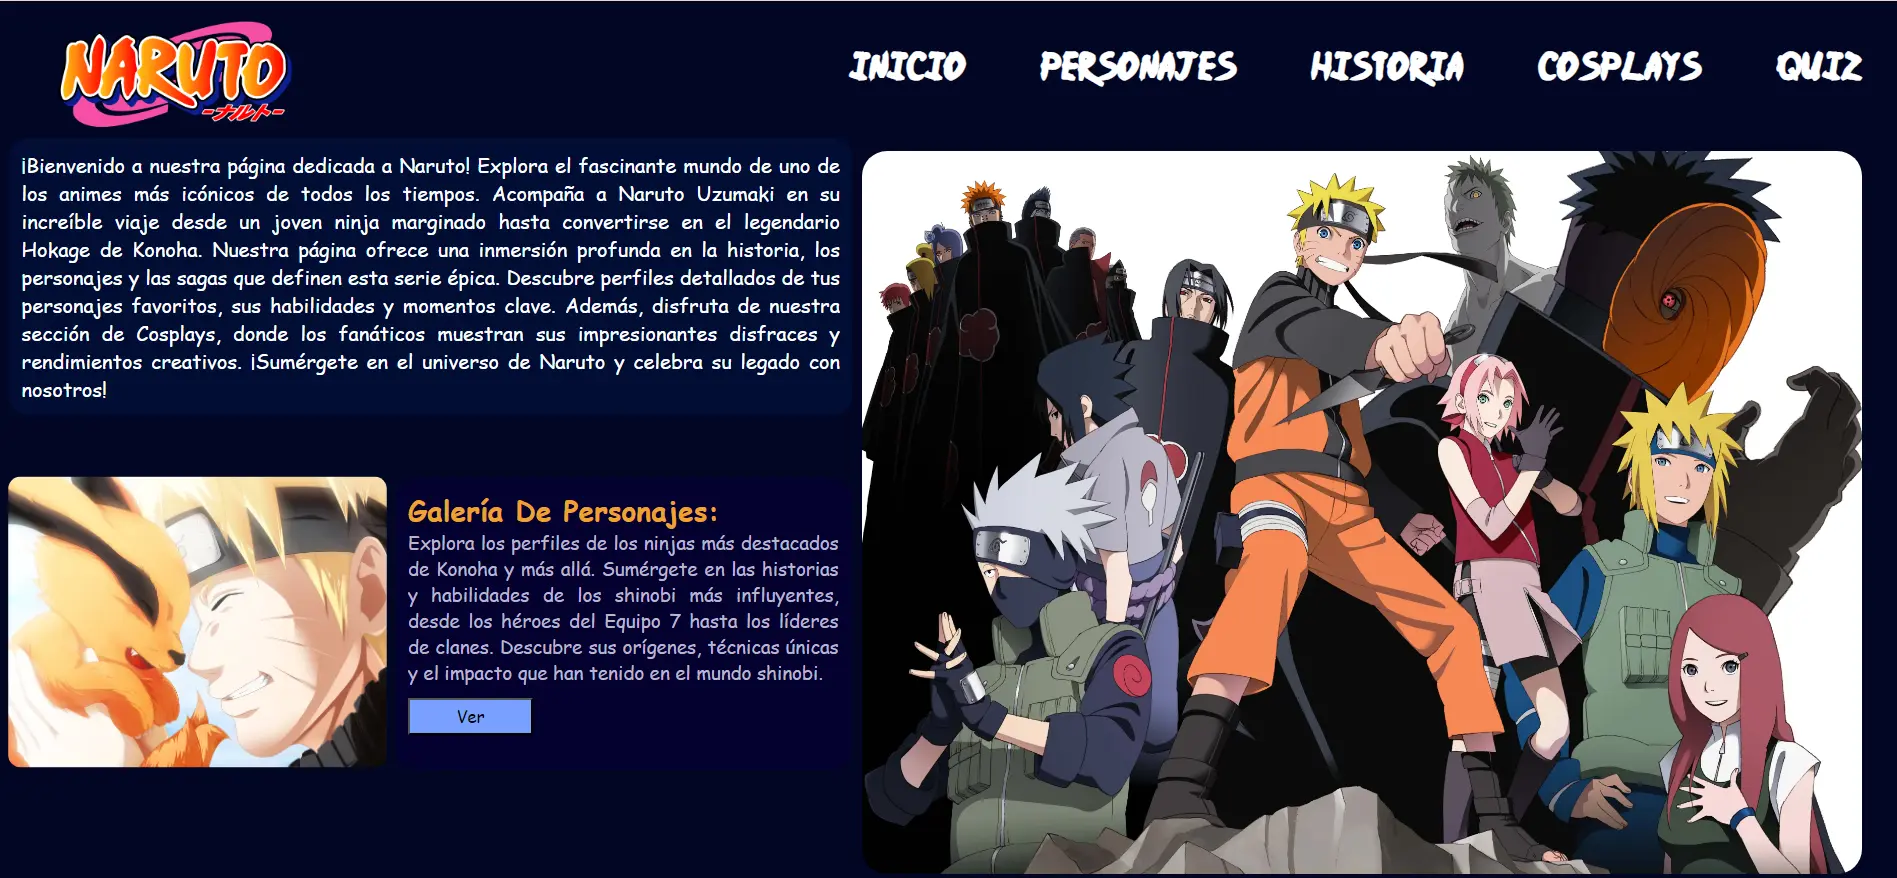 NARUTO
-ナルト-
INICIO PERSONAJES HISTORIA COSPLAYS QUIZ
¡Bienvenido a nuestra página dedicada a Naruto! Explora el fascinante mundo de uno de
los animes más icónicos de todos los tiempos. Acompaña a Naruto Uzumaki en su
increíble viaje desde un joven ninja marginado hasta convertirse en el legendario
Hokage de Konoha. Nuestra página ofrece una inmersión profunda en la historia, los
personajes y las sagas que definen esta serie épica. Descubre perfiles detallados de tus
personajes favoritos, sus habilidades y momentos clave. Además, disfruta de nuestra
sección de Cosplays, donde los fanáticos muestran sus impresionantes disfraces y
rendimientos creativos. ¡Sumérgete en el universo de Naruto y celebra su legado con
nosotros!
Galería De Personajes:
Explora los perfiles de los ninjas más destacados
de Konoha y más allá. Sumérgete en las historias
y habilidades de los shinobi más influyentes,
desde los héroes del Equipo 7 hasta los líderes
de clanes. Descubre sus orígenes, técnicas únicas
y el impacto que han tenido en el mundo shinobi.
Ver